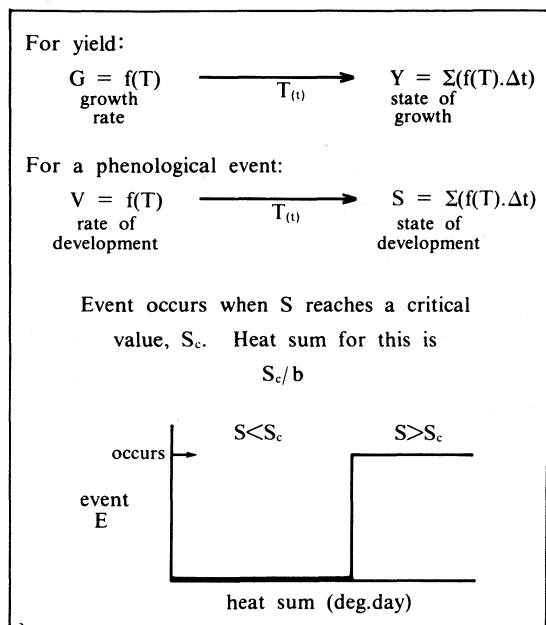 For yield:
G = f(T) T(t) Y = Σ(f(T).Δt)
growth state of
rate growth
For a phenological event:
V = f(T) T(t) S = Σ(f(T).Δt)
rate of state of
development development
Event occurs when S reaches a critical
value, Sc. Heat sum for this is
Sc/b
S<Sc S>Sc
occurs
event
E
heat sum (deg.day)